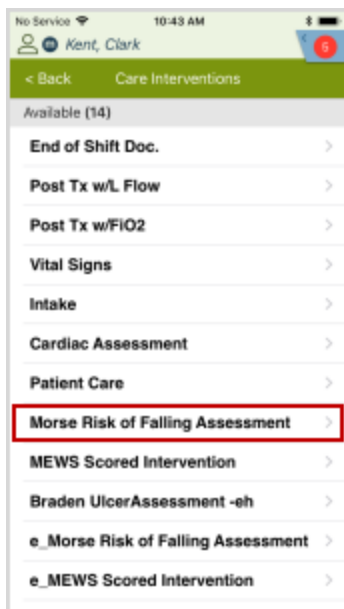 No Service 10:43 AM
Kent, Clark
6
< Back Care Interventions
Available (14)
End of Shift Doc.
Post Tx w/L Flow
Post Tx w/FiO2
Vital Signs
Intake
Cardiac Assessment
Patient Care
Morse Risk of Falling Assessment
MEWS Scored Intervention
Braden UlcerAssessment -eh
e_Morse Risk of Falling Assessment
e_MEWS Scored Intervention